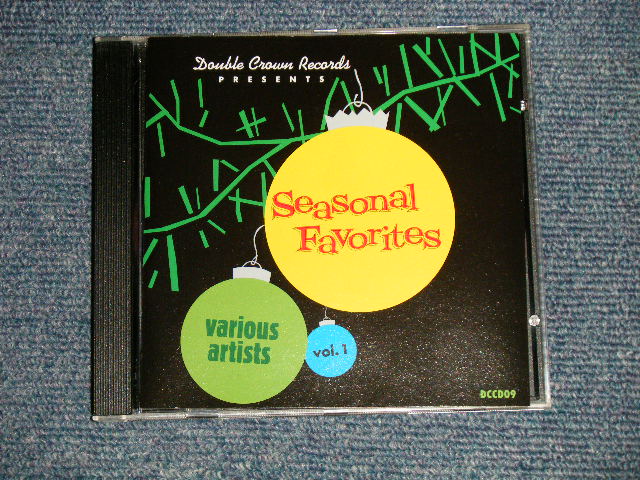 Double Crown Records
PRESENTS
Seasonal
Favorites
various
artists
vol. 1
DCCD09